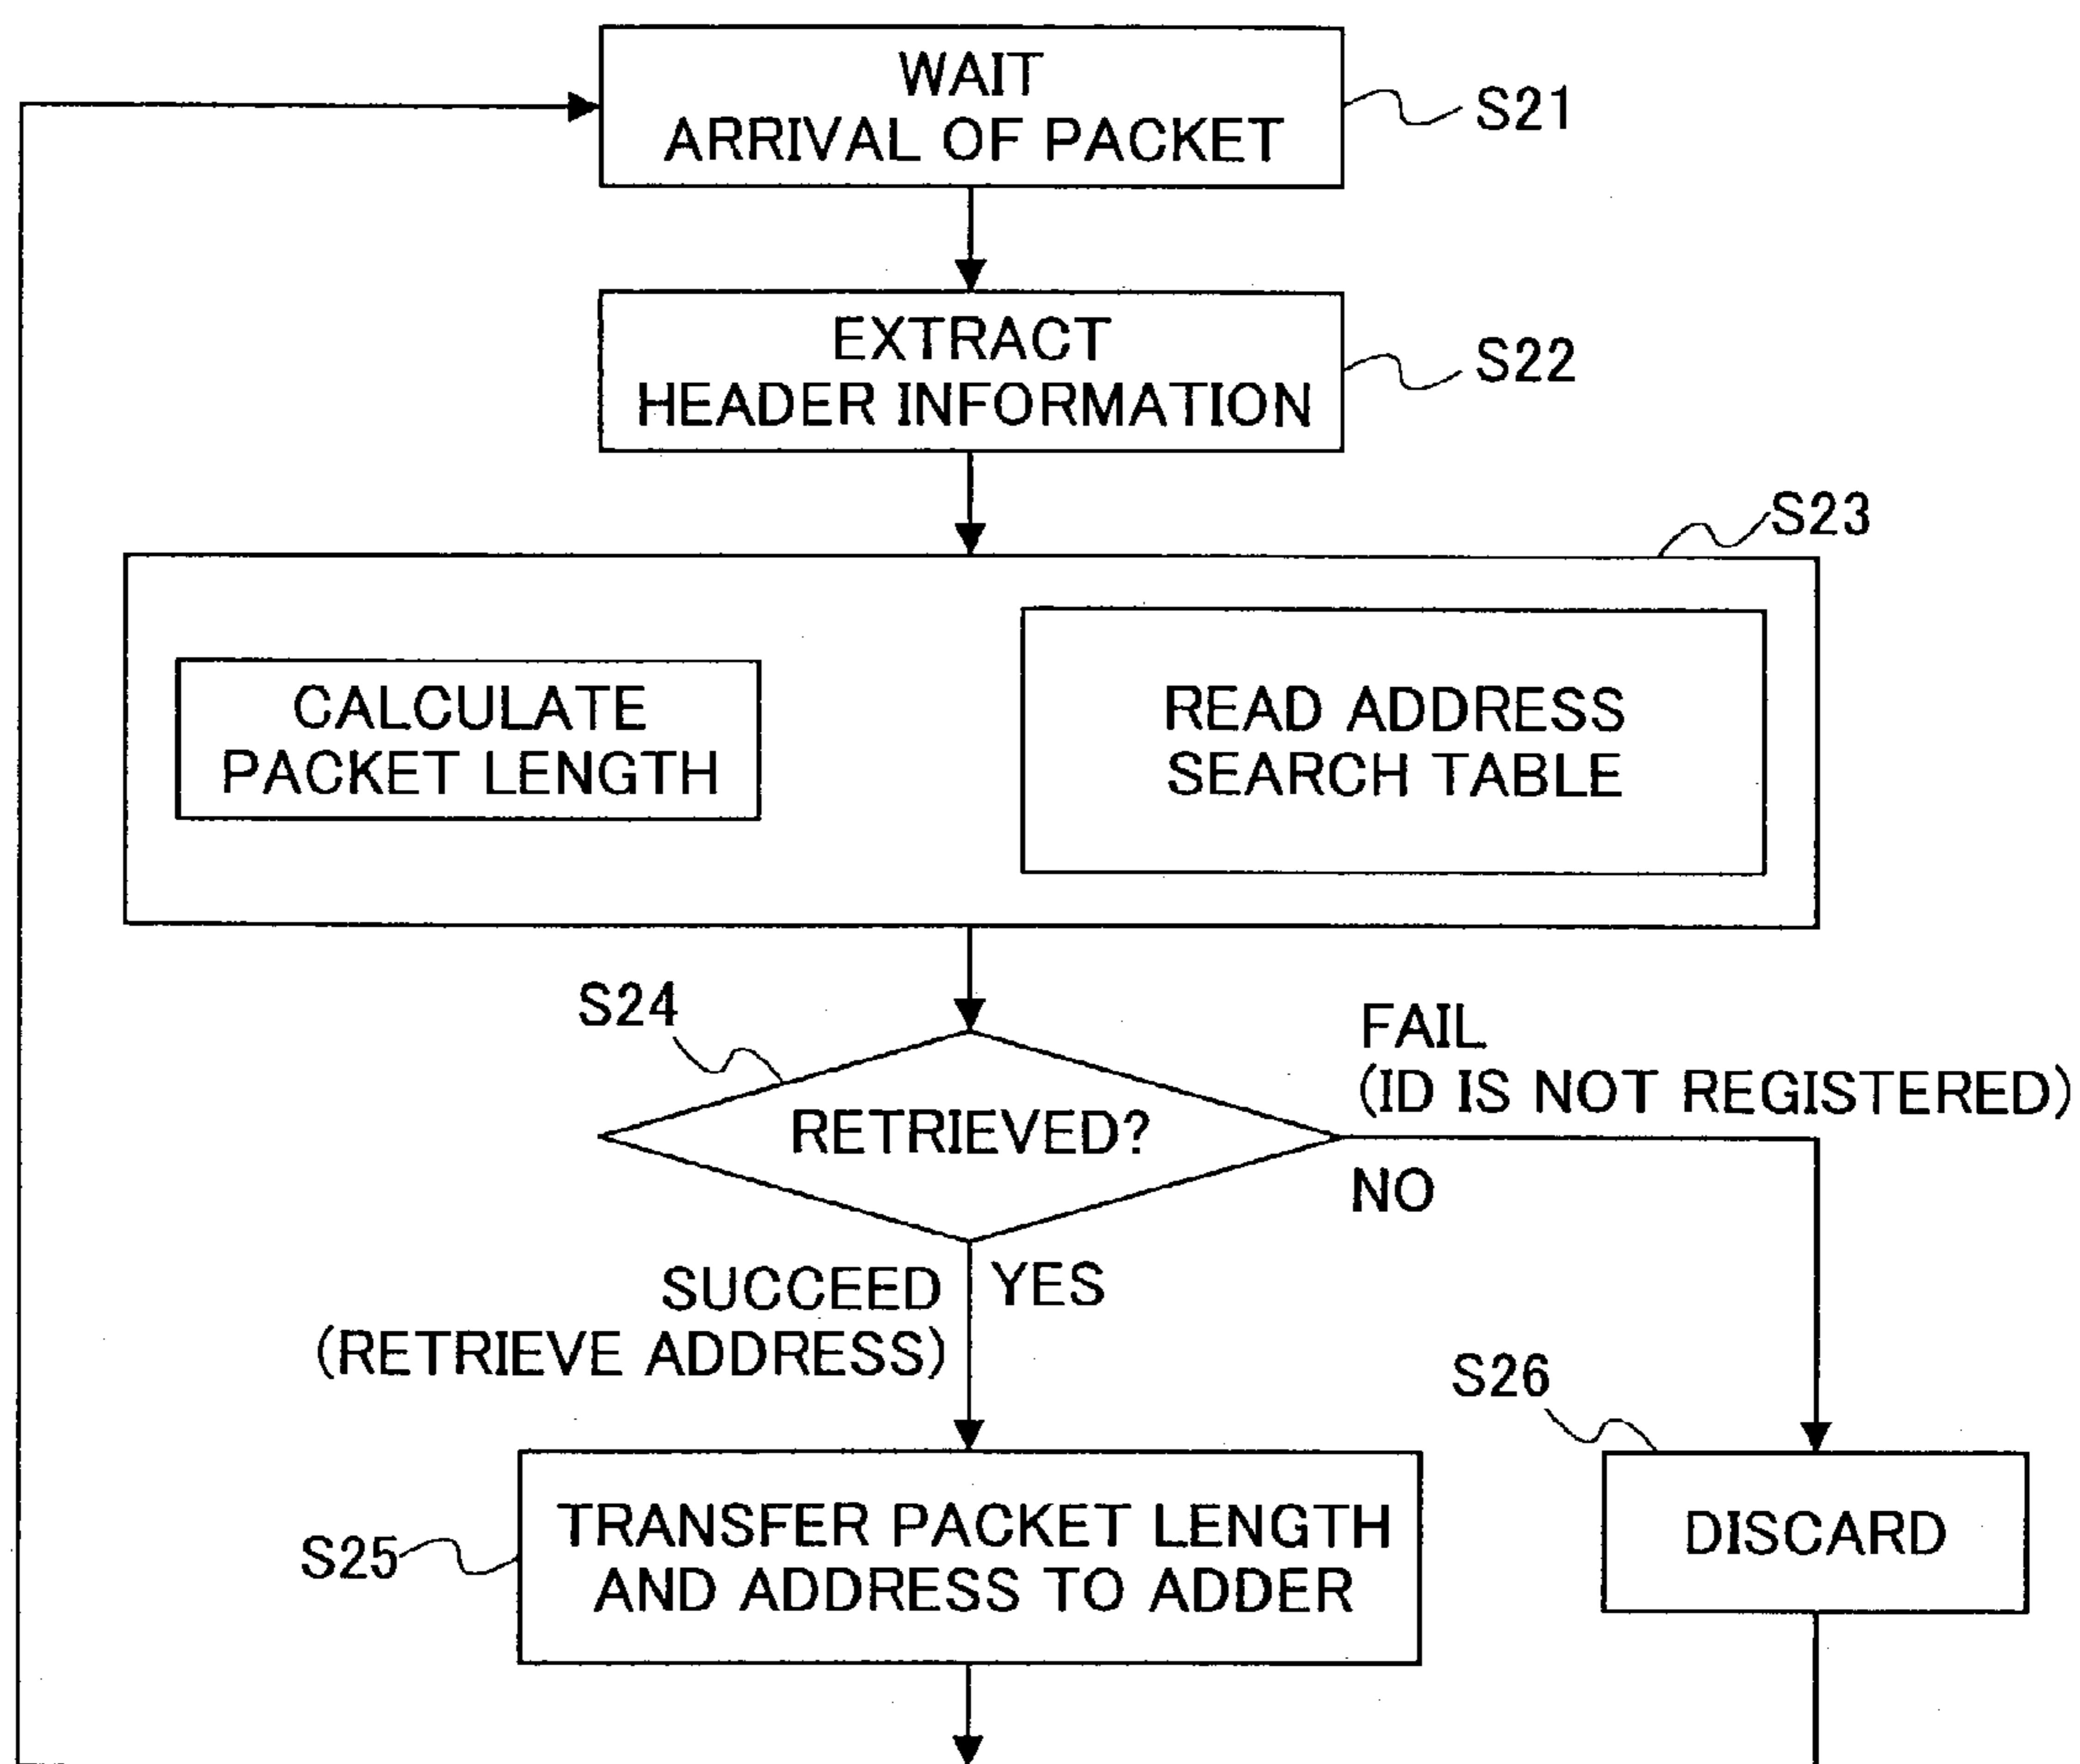 WAIT
ARRIVAL OF PACKET
S21
EXTRACT
HEADER INFORMATION
S22
S23
CALCULATE
PACKET LENGTH
READ ADDRESS
SEARCH TABLE
S24
RETRIEVED?
FAIL
(ID IS NOT REGISTERED)
NO
SUCCEED
(RETRIEVE ADDRESS)
YES
S25
TRANSFER PACKET LENGTH
AND ADDRESS TO ADDER
S26
DISCARD